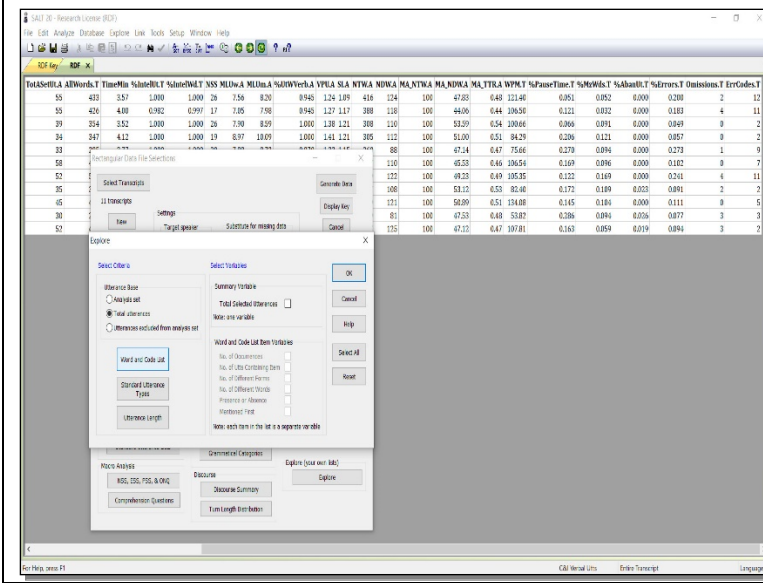 SALT 20 - Research License (RDF)
File Edit Analyze Database Explore Link Tools Setup Window Help
RDF Key RDF X
TotASetUt.A AllWords.T TimeMin %IntelUt.T %IntelWd.T NSS MLUw.A MLUm.A %UttWVerb.A VPU.A SLA NTW.A NDW.A MA_NTW.A MA_NDW.A MA_TTR.A WPM.T %PauseTime.T %MzWds.T %AbanUt.T %Errors.T Omissions.T ErrCodes.T
55 433 3.57 1.000 1.000 26 7.56 8.20 0.945 1.24 1.09 416 124 100 47.83 0.48 121.40 0.051 0.052 0.000 0.200 2 12
55 426 4.00 0.982 0.997 17 7.05 7.98 0.945 1.27 1.17 388 118 100 44.06 0.44 106.50 0.121 0.032 0.000 0.183 4 11
39 354 3.52 1.000 1.000 26 7.90 8.59 1.000 1.38 1.21 308 110 100 53.59 0.54 100.66 0.066 0.091 0.000 0.049 0 2
34 347 4.12 1.000 1.000 19 8.97 10.09 1.000 1.41 1.21 305 112 100 51.00 0.51 84.29 0.206 0.121 0.000 0.057 0 2
33 88 100 47.14 0.47 75.66 0.270 0.094 0.000 0.273 1 9
58 110 100 45.53 0.46 106.54 0.169 0.096 0.000 0.102 0 7
52 122 100 49.23 0.49 105.35 0.122 0.169 0.000 0.241 4 11
35 108 100 53.12 0.53 82.40 0.172 0.189 0.023 0.091 2 2
45 121 100 50.89 0.51 134.08 0.145 0.184 0.000 0.111 0 5
30 81 100 47.53 0.48 53.82 0.286 0.094 0.026 0.077 3 3
52 125 100 47.12 0.47 107.81 0.163 0.059 0.019 0.094 3 2
Rectangular Data File Selections
Select Transcripts
Generate Data
11 transcripts
Display Key
New
Settings
Target speaker
Substitute for missing data
Cancel
Explore
Select Criteria
Utterance Base
Analysis set
Total utterances
Utterances excluded from analysis set
Word and Code List
Standard Utterance Types
Utterance Length
Select Variables
Summary Variable
Total Selected Utterances
Note: one variable
Word and Code List Item Variables
No. of Occurrences
No. of Utts Containing Item
No. of Different Forms
No. of Different Words
Presence or Absence
Mentioned First
Note: each item in the list is a separate variable
OK
Cancel
Help
Select All
Reset
Grammatical Categories
Macro Analysis
NSS, ESS, PSS, & ONQ
Comprehension Questions
Discourse
Discourse Summary
Turn Length Distribution
Explore (your own lists)
Explore
For Help, press F1
C&I Verbal Utts Entire Transcript Language